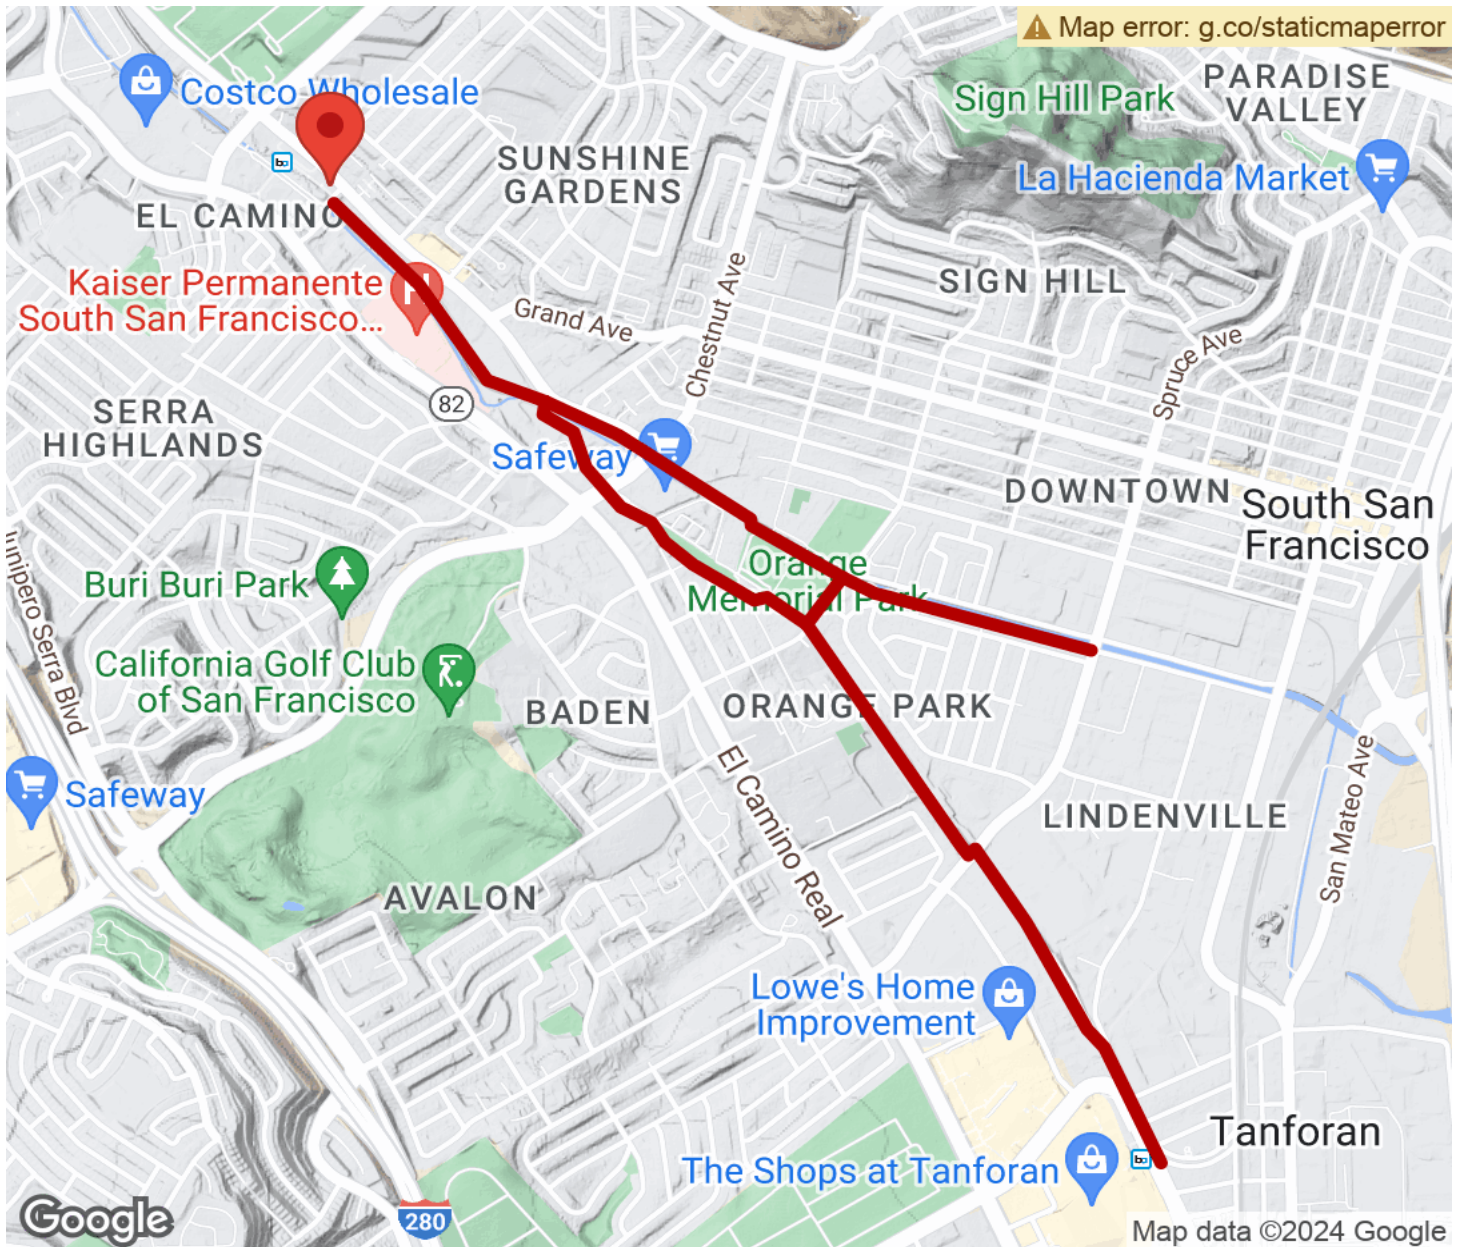 Map error: g.co/staticmaperror
Costco Wholesale
Sign Hill Park
PARADISE
VALLEY
SUNSHINE
GARDENS
La Hacienda Market
EL CAMINO
Kaiser Permanente
South San Francisco...
H
SIGN HILL
Grand Ave
Chestnut Ave
Spruce Ave
82
SERRA
HIGHLANDS
Safeway
DOWNTOWN
South San
Francisco
Junipero Serra Blvd
Buri Buri Park
Orange
Memorial Park
California Golf Club
of San Francisco
BADEN
ORANGE PARK
El Camino Real
Safeway
LINDENVILLE
San Mateo Ave
AVALON
Lowe's Home
Improvement
Tanforan
The Shops at Tanforan
ba
ba
280
Google
Map data ©2024 Google